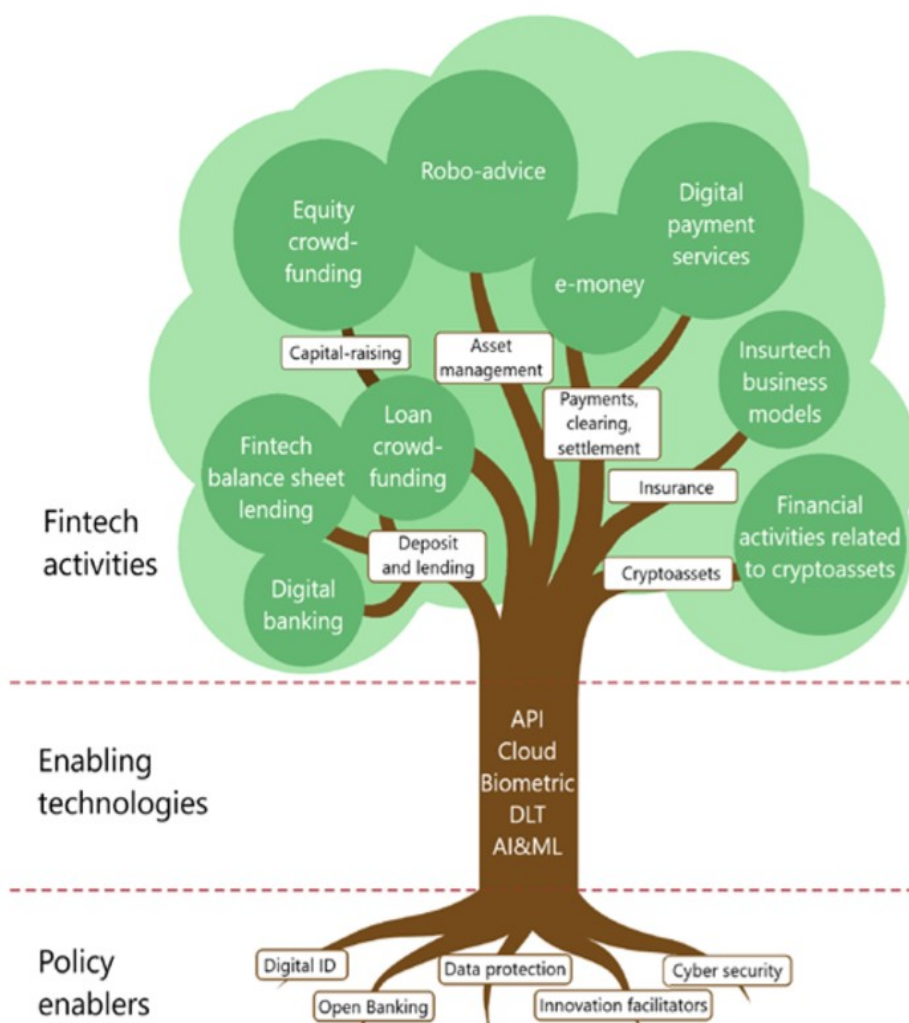 Robo-advice
Equity
crowd-
funding
Digital
payment
services
e-money
Capital-raising
Asset
management
Insurtech
business
models
Payments,
clearing,
settlement
Loan
crowd-
funding
Fintech
balance sheet
lending
Insurance
Financial
activities related
to cryptoassets
Fintech
activities
Deposit
and lending
Cryptoassets
Digital
banking
Enabling
technologies
API
Cloud
Biometric
DLT
AI&ML
Policy
enablers
Digital ID
Data protection
Cyber security
Open Banking
Innovation facilitators